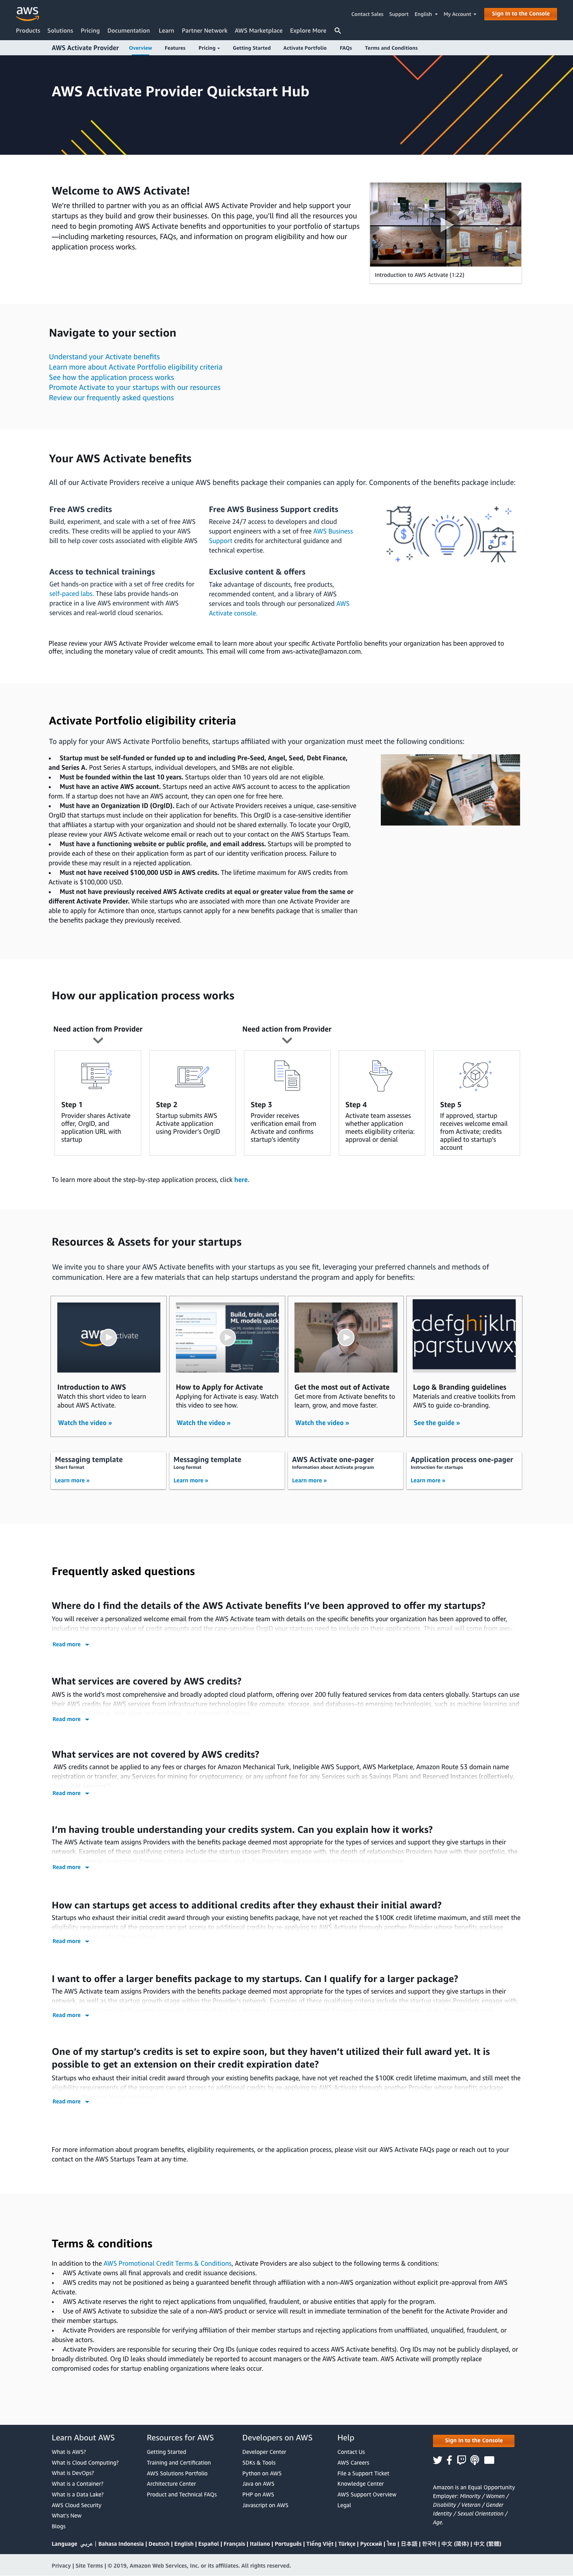 aws
Contact Sales Support English My Account Sign In to the Console
Products Solutions Pricing Documentation Learn Partner Network AWS Marketplace Explore More
AWS Activate Provider Overview Features Pricing Getting Started Activate Portfolio FAQs Terms and Conditions
AWS Activate Provider Quickstart Hub
Welcome to AWS Activate!
We're thrilled to partner with you as an official AWS Activate Provider and help support your
startups as they build and grow their businesses. On this page, you'll find all the resources you
need to begin promoting AWS Activate benefits and opportunities to your portfolio of startups
—including marketing resources, FAQs, and information on program eligibility and how our
application process works.
Introduction to AWS Activate (1:22)
Navigate to your section
Understand your Activate benefits
Learn more about Activate Portfolio eligibility criteria
See how the application process works
Promote Activate to your startups with our resources
Review our frequently asked questions
Your AWS Activate benefits
All of our Activate Providers receive a unique AWS benefits package their companies can apply for. Components of the benefits package include:
Free AWS credits
Build, experiment, and scale with a set of free AWS
credits. These credits will be applied to your AWS
bill to help cover costs associated with eligible AWS
Free AWS Business Support credits
Receive 24/7 access to developers and cloud
support engineers with a set of free AWS Business
Support credits for architectural guidance and
technical expertise.
Access to technical trainings
Get hands-on practice with a set of free credits for
self-paced labs. These labs provide hands-on
practice in a live AWS environment with AWS
services and real-world cloud scenarios.
Exclusive content & offers
Take advantage of discounts, free products,
recommended content, and a library of AWS
services and tools through our personalized AWS
Activate console.
Please review your AWS Activate Provider welcome email to learn more about your specific Activate Portfolio benefits your organization has been approved to
offer, including the monetary value of credit amounts. This email will come from aws-activate@amazon.com.
Activate Portfolio eligibility criteria
To apply for your AWS Activate Portfolio benefits, startups affiliated with your organization must meet the following conditions:
• Startup must be self-funded or funded up to and including Pre-Seed, Angel, Seed, Debt Finance,
and Series A. Post Series A startups, individual developers, and SMBs are not eligible.
• Must be founded within the last 10 years. Startups older than 10 years old are not eligible.
• Must have an active AWS account. Startups need an active AWS account to access to the application
form. If a startup does not have an AWS account, they can open one for free here.
• Must have an Organization ID (OrgID). Each of our Activate Providers receives a unique, case-sensitive
OrgID that startups must include on their application for benefits. This OrgID is a case-sensitive identifier
that affiliates a startup with your organization and should not be shared externally. To locate your OrgID,
please review your AWS Activate welcome email or reach out to your contact on the AWS Startups Team.
• Must have a functioning website or public profile, and email address. Startups will be prompted to
provide each of these on their application form as part of our identity verification process. Failure to
provide these may result in a rejected application.
• Must not have received $100,000 USD in AWS credits. The lifetime maximum for AWS credits from
Activate is $100,000 USD.
• Must not have previously received AWS Activate credits at equal or greater value from the same or
different Activate Provider. While startups who are associated with more than one Activate Provider are
able to apply for Actimore than once, startups cannot apply for a new benefits package that is smaller than
the benefits package they previously received.
How our application process works
Need action from Provider
Need action from Provider
Step 1
Provider shares Activate
offer, OrgID, and
application URL with
startup
Step 2
Startup submits AWS
Activate application
using Provider's OrgID
Step 3
Provider receives
verification email from
Activate and confirms
startup's identity
Step 4
Activate team assesses
whether application
meets eligibility criteria:
approval or denial
Step 5
If approved, startup
receives welcome email
from Activate; credits
applied to startup's
account
To learn more about the step-by-step application process, click here.
Resources & Assets for your startups
We invite you to share your AWS Activate benefits with your startups as you see fit, leveraging your preferred channels and methods of
communication. Here are a few materials that can help startups understand the program and apply for benefits:
Build, train, and
ML models quick
cdefghijklm
pqrstuvwxy
Introduction to AWS
Watch this short video to learn
about AWS Activate.
Watch the video »
How to Apply for Activate
Applying for Activate is easy. Watch
this video to see how.
Watch the video »
Get the most out of Activate
Get more from Activate benefits to
learn, grow, and move faster.
Watch the video »
Logo & Branding guidelines
Materials and creative toolkits from
AWS to guide co-branding.
See the guide »
Messaging template
Short format
Learn more »
Messaging template
Long format
Learn more »
AWS Activate one-pager
Information about Activate program
Learn more »
Application process one-pager
Instruction for startups
Learn more »
Frequently asked questions
Where do I find the details of the AWS Activate benefits I've been approved to offer my startups?
You will receive a personalized welcome email from the AWS Activate team with details on the specific benefits your organization has been approved to offer,
including the monetary value of credit amounts and the case-sensitive OrgID your startups need to include on their applications. This email will come from aws-
Read more
What services are covered by AWS credits?
AWS is the world's most comprehensive and broadly adopted cloud platform, offering over 200 fully featured services from data centers globally. Startups can use
their AWS credits for AWS services from infrastructure technologies like compute, storage, and databases–to emerging technologies, such as machine learning and
Read more
What services are not covered by AWS credits?
AWS credits cannot be applied to any fees or charges for Amazon Mechanical Turk, Ineligible AWS Support, AWS Marketplace, Amazon Route 53 domain name
registration or transfer, any Services for mining for cryptocurrency, or any upfront fee for any Services such as Savings Plans and Reserved Instances (collectively,
Read more
I'm having trouble understanding your credits system. Can you explain how it works?
The AWS Activate team assigns Providers with the benefits package deemed most appropriate for the types of services and support they give startups in their
network. Examples of these qualifying criteria include the startup stages Providers engage with, the depth of relationships Providers have with their portfolio, the
Read more
How can startups get access to additional credits after they exhaust their initial award?
Startups who exhaust their initial credit award through your existing benefits package, have not yet reached the $100K credit lifetime maximum, and still meet the
eligibility requirements of the program can get access to additional credits by re-applying to AWS Activate through another Provider whose benefits package
Read more
I want to offer a larger benefits package to my startups. Can I qualify for a larger package?
The AWS Activate team assigns Providers with the benefits package deemed most appropriate for the types of services and support they give startups in their
network, as well as the startup growth stage within the Provider's network. Examples of these qualifying criteria include the startup stages Providers engage with,
Read more
One of my startup's credits is set to expire soon, but they haven't utilized their full award yet. It is
possible to get an extension on their credit expiration date?
Startups who exhaust their initial credit award through your existing benefits package, have not yet reached the $100K credit lifetime maximum, and still meet the
eligibility requirements of the program can get access to additional credits by re-applying to AWS Activate through another Provider whose benefits package
Read more
For more information about program benefits, eligibility requirements, or the application process, please visit our AWS Activate FAQs page or reach out to your
contact on the AWS Startups Team at any time.
Terms & conditions
In addition to the AWS Promotional Credit Terms & Conditions, Activate Providers are also subject to the following terms & conditions:
• AWS Activate owns all final approvals and credit issuance decisions.
• AWS credits may not be positioned as being a guaranteed benefit through affiliation with a non-AWS organization without explicit pre-approval from AWS
Activate.
• AWS Activate reserves the right to reject applications from unqualified, fraudulent, or abusive entities that apply for the program.
• Use of AWS Activate to subsidize the sale of a non-AWS product or service will result in immediate termination of the benefit for the Activate Provider and
their member startups.
• Activate Providers are responsible for verifying affiliation of their member startups and rejecting applications from unaffiliated, unqualified, fraudulent, or
abusive actors.
• Activate Providers are responsible for securing their Org IDs (unique codes required to access AWS Activate benefits). Org IDs may not be publicly displayed, or
broadly distributed. Org ID leaks should immediately be reported to account managers or the AWS Activate team. AWS Activate will promptly replace
compromised codes for startup enabling organizations where leaks occur.
Learn About AWS
What Is AWS?
What Is Cloud Computing?
What Is DevOps?
What Is a Container?
What Is a Data Lake?
AWS Cloud Security
What's New
Blogs
Resources for AWS
Getting Started
Training and Certification
AWS Solutions Portfolio
Architecture Center
Product and Technical FAQs
Developers on AWS
Developer Center
SDKs & Tools
Python on AWS
Java on AWS
PHP on AWS
Javascript on AWS
Help
Contact Us
AWS Careers
File a Support Ticket
Knowledge Center
AWS Support Overview
Legal
Sign In to the Console
Amazon is an Equal Opportunity
Employer: Minority / Women /
Disability / Veteran / Gender
Identity / Sexual Orientation /
Age.
Language عربي | Bahasa Indonesia | Deutsch | English | Español | Français | Italiano | Português | Tiếng Việt | Türkçe | Русский | ไทย | 日本語 | 한국어 | 中文 (简体) | 中文 (繁體)
Privacy | Site Terms | © 2019, Amazon Web Services, Inc. or its affiliates. All rights reserved.